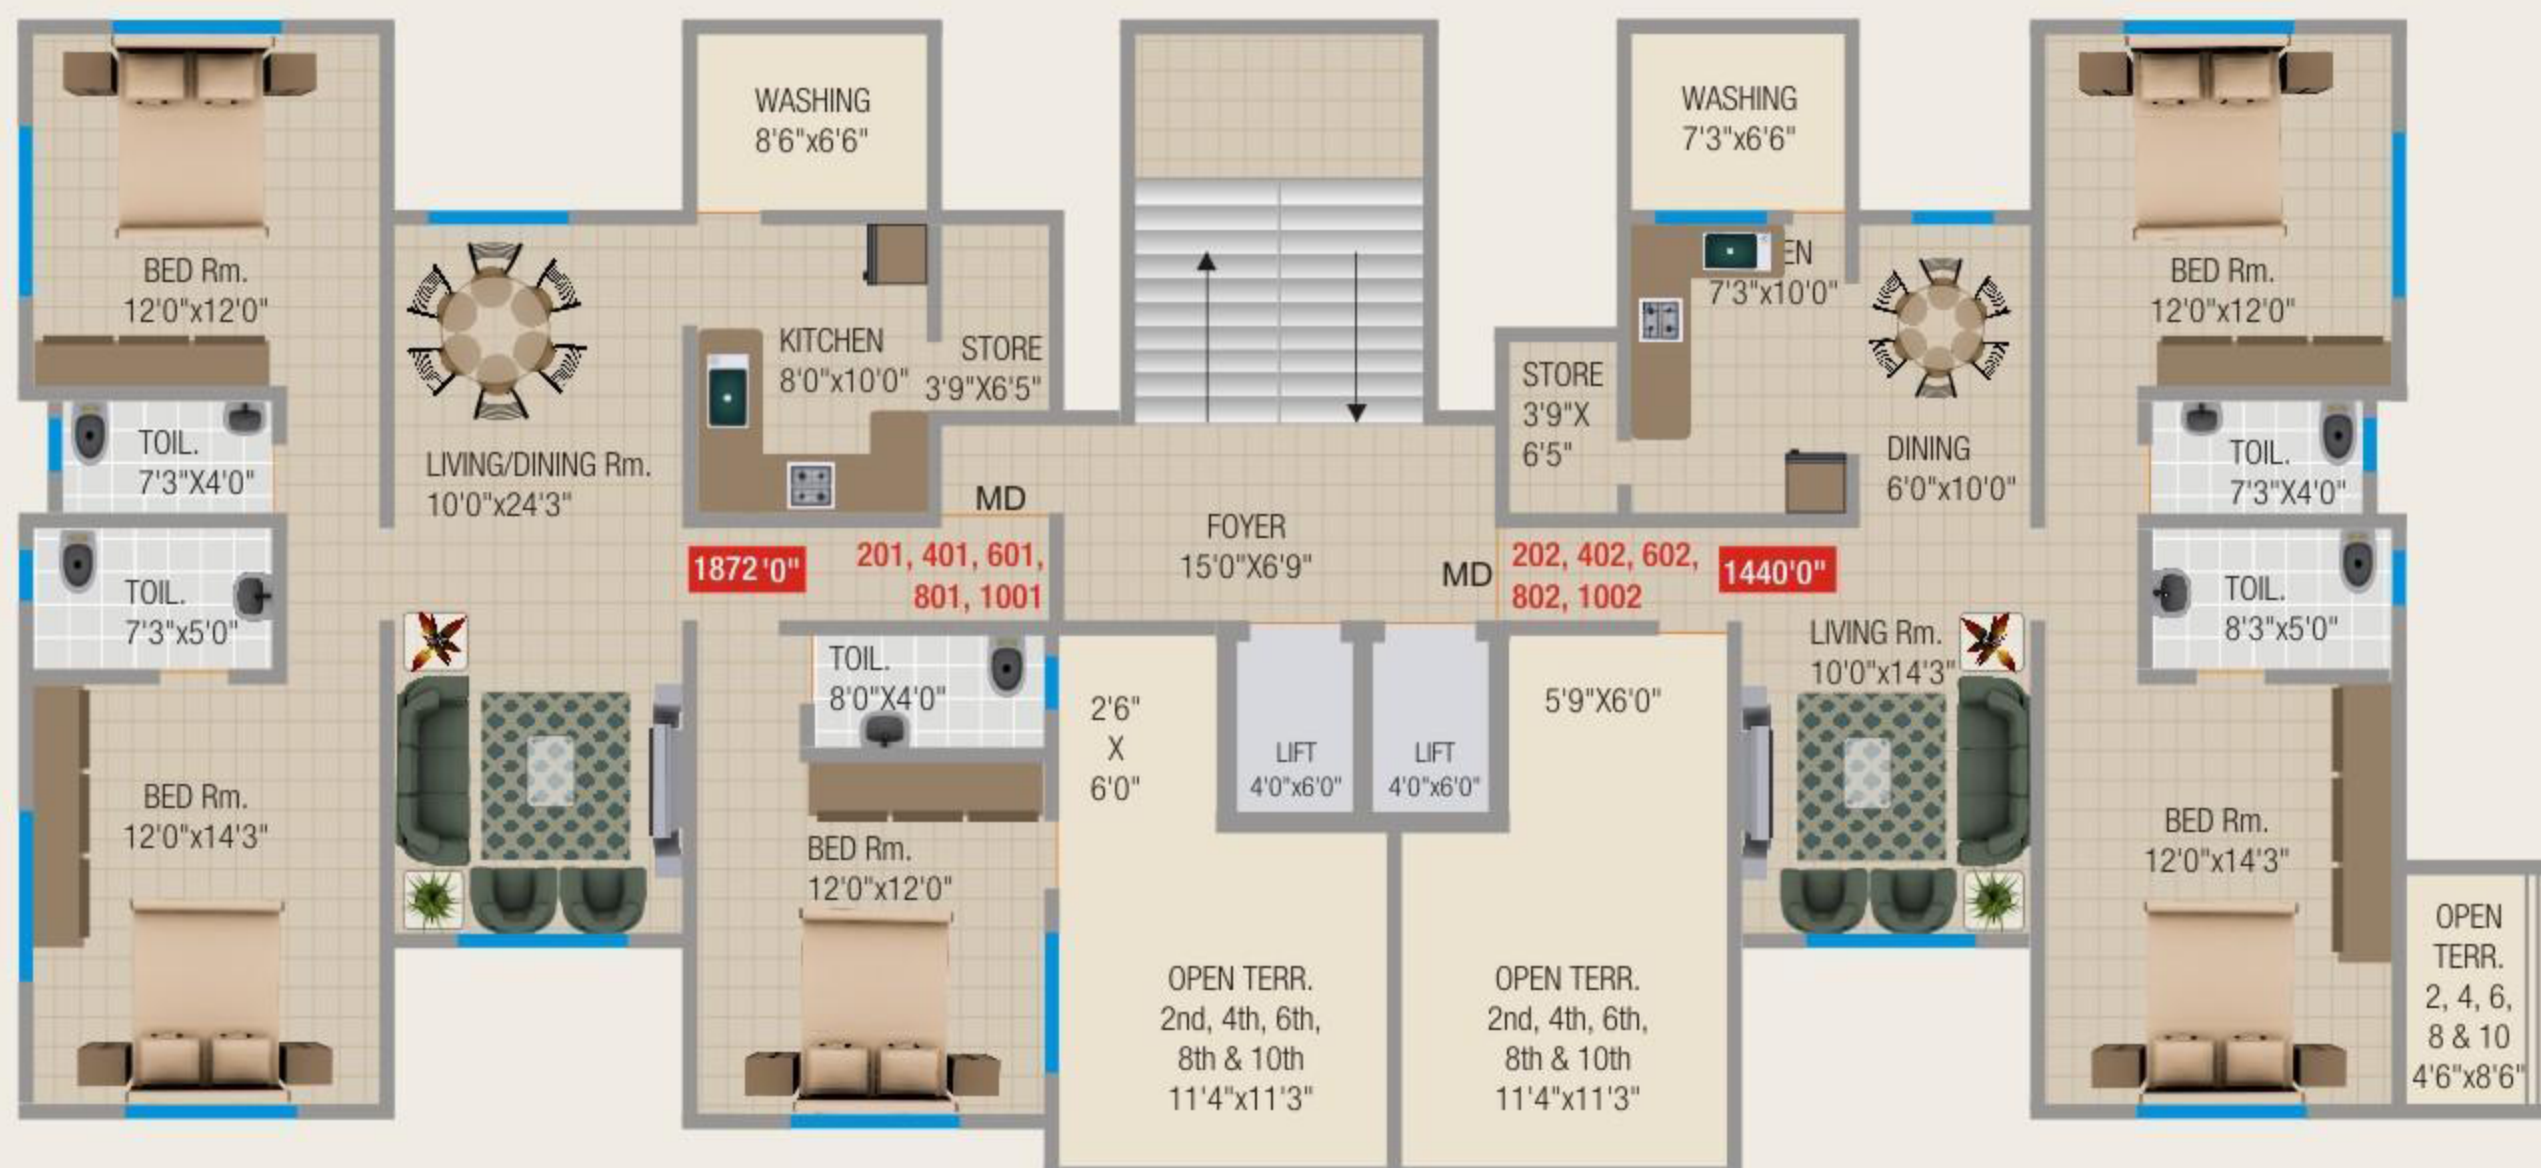 WASHING
8'6"x6'6"
WASHING
7'3"x6'6"
BED Rm.
12'0"x12'0"
EN
7'3"x10'0"
BED Rm.
12'0"x12'0"
KITCHEN
8'0"x10'0"
STORE
3'9"X6'5"
STORE
3'9"X
6'5"
TOIL.
7'3"X4'0"
LIVING/DINING Rm.
10'0"x24'3"
MD
DINING
6'0"x10'0"
TOIL.
7'3"X4'0"
1872'0"
201, 401, 601,
801, 1001
FOYER
15'0"X6'9"
MD
202, 402, 602,
802, 1002
1440'0"
TOIL.
7'3"x5'0"
TOIL.
8'3"x5'0"
TOIL.
8'0"X4'0"
LIVING Rm.
10'0"x14'3"
2'6"
X
6'0"
LIFT
4'0"x6'0"
LIFT
4'0"x6'0"
5'9"X6'0"
BED Rm.
12'0"x14'3"
BED Rm.
12'0"x12'0"
BED Rm.
12'0"x14'3"
OPEN TERR.
2nd, 4th, 6th,
8th & 10th
11'4"x11'3"
OPEN TERR.
2nd, 4th, 6th,
8th & 10th
11'4"x11'3"
OPEN
TERR.
2, 4, 6,
8 & 10
4'6"x8'6"